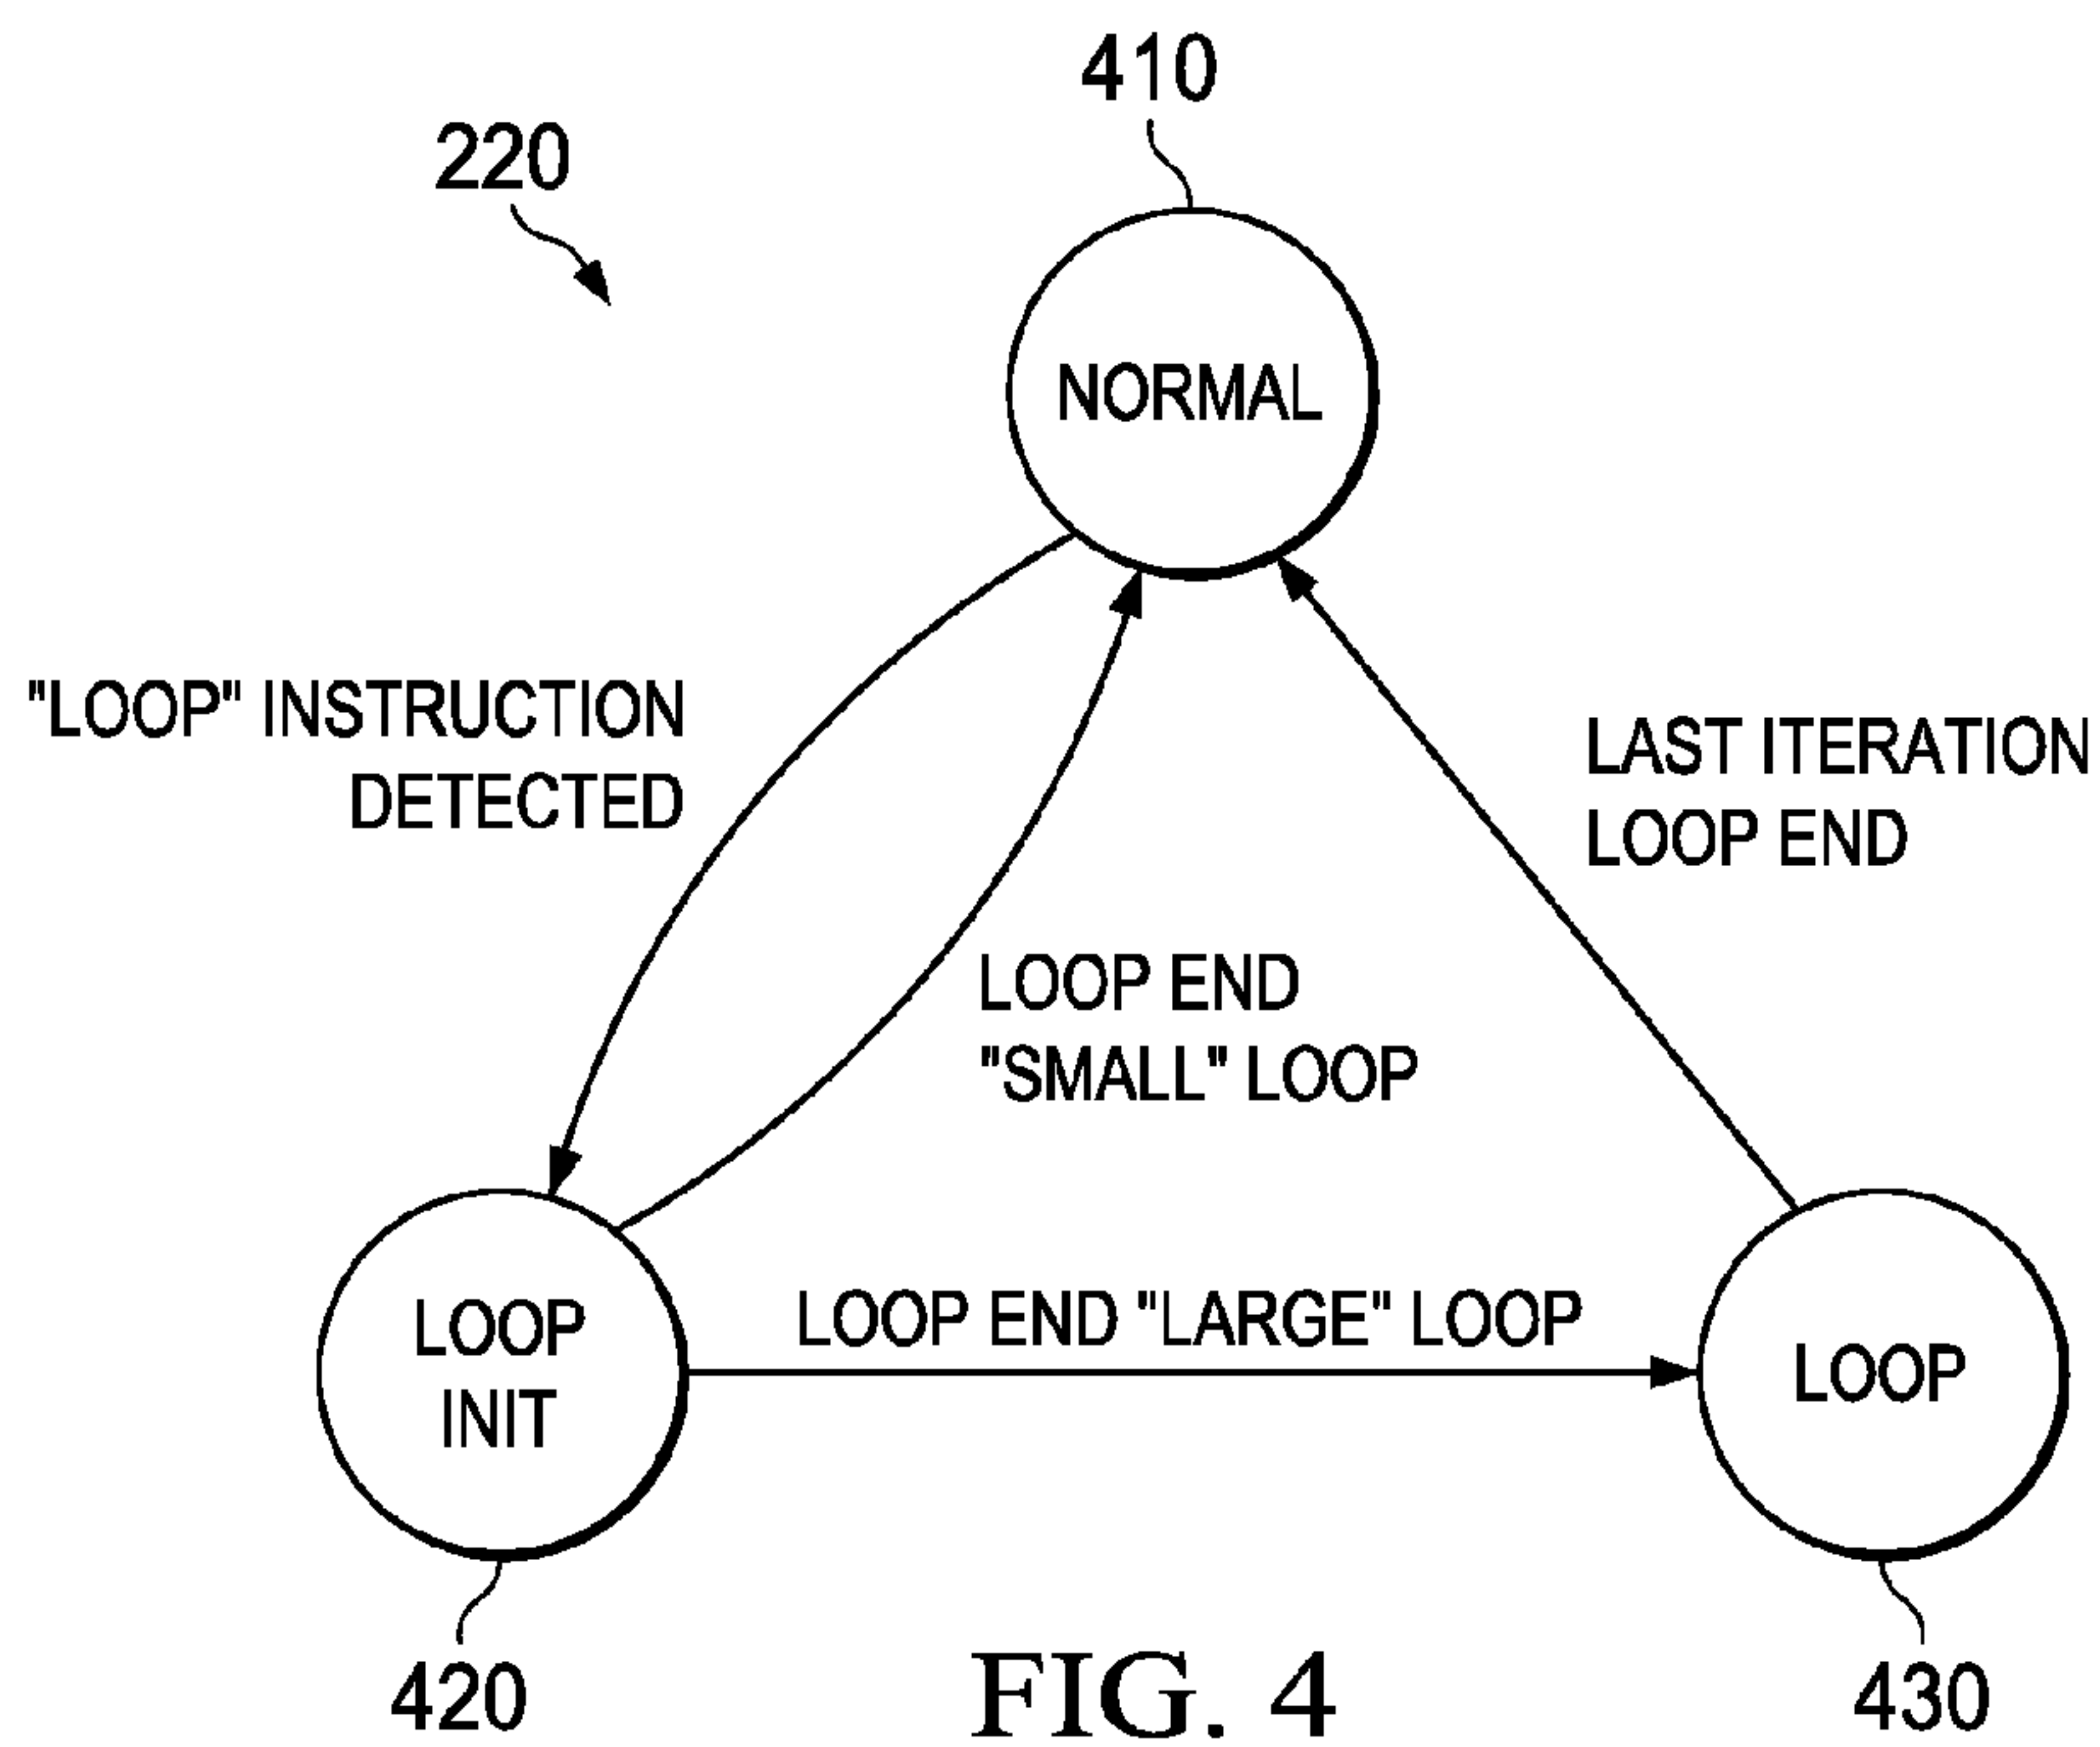 410
220
NORMAL
"LOOP" INSTRUCTION
DETECTED
LAST ITERATION
LOOP END
LOOP END
"SMALL" LOOP
LOOP END "LARGE" LOOP
LOOP
INIT
LOOP
420
430
FIG. 4